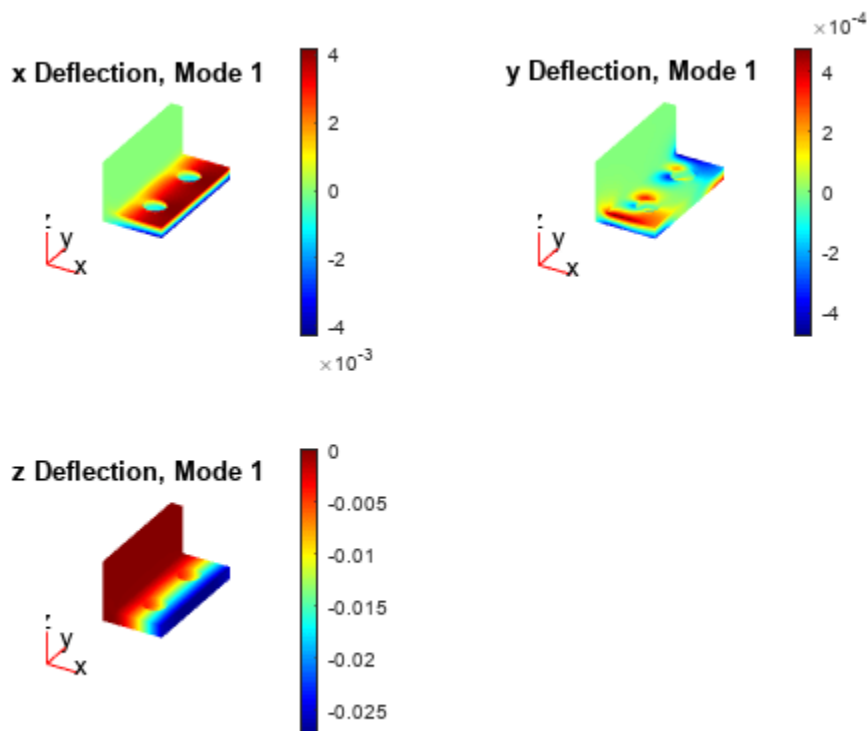 x Deflection, Mode 1
4
2
0
-2
-4
×10⁻³
z
y
x
y Deflection, Mode 1
×10⁻⁴
4
2
0
-2
-4
z
y
x
z Deflection, Mode 1
0
-0.005
-0.01
-0.015
-0.02
-0.025
z
y
x